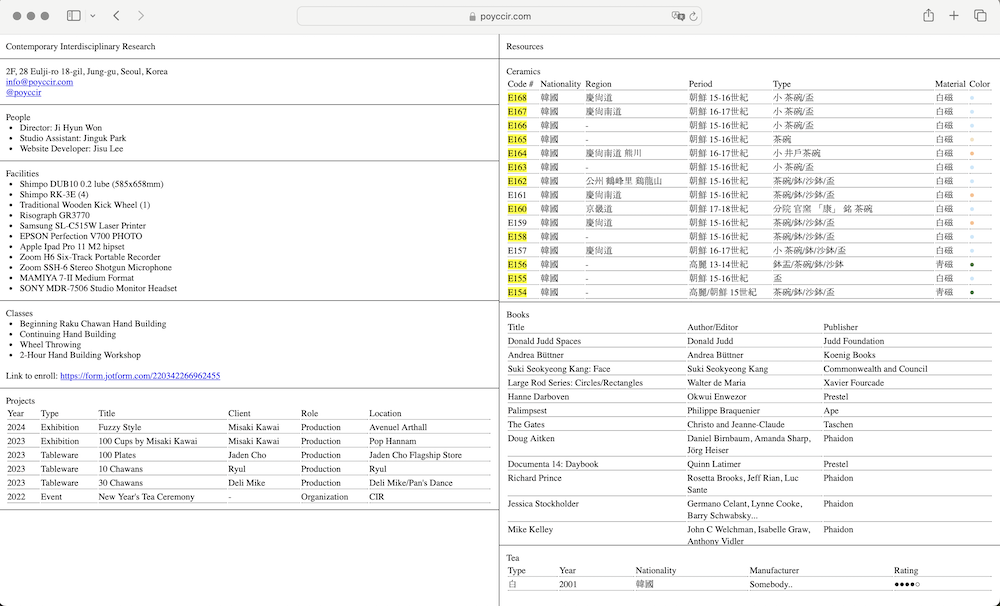 poyccir.com
Contemporary Interdisciplinary Research
2F, 28 Eulji-ro 18-gil, Jung-gu, Seoul, Korea
info@poyccir.com
@poyccir
People
• Director: Ji Hyun Won
• Studio Assistant: Jinguk Park
• Website Developer: Jisu Lee
Facilities
• Shimpo DUB10 0.2 lube (585x658mm)
• Shimpo RK-3E (4)
• Traditional Wooden Kick Wheel (1)
• Risograph GR3770
• Samsung SL-C515W Laser Printer
• EPSON Perfection V700 PHOTO
• Apple Ipad Pro 11 M2 hipset
• Zoom H6 Six-Track Portable Recorder
• Zoom SSH-6 Stereo Shotgun Microphone
• MAMIYA 7-II Medium Format
• SONY MDR-7506 Studio Monitor Headset
Classes
• Beginning Raku Chawan Hand Building
• Continuing Hand Building
• Wheel Throwing
• 2-Hour Hand Building Workshop
Link to enroll: https://form.jotform.com/220342266962455
Projects
Year Type Title Client Role Location
2024 Exhibition Fuzzy Style Misaki Kawai Production Avenuel Arthall
2023 Exhibition 100 Cups by Misaki Kawai Misaki Kawai Production Pop Hannam
2023 Tableware 100 Plates Jaden Cho Production Jaden Cho Flagship Store
2023 Tableware 10 Chawans Ryul Production Ryul
2023 Tableware 30 Chawans Deli Mike Production Deli Mike/Pan's Dance
2022 Event New Year's Tea Ceremony - Organization CIR
Resources
Ceramics
Code # Nationality Region Period Type Material Color
E168 韓國 慶尙道 朝鮮 15-16世紀 小 茶碗/盃 白磁
E167 韓國 慶尙南道 朝鮮 16-17世紀 小 茶碗/盃 白磁
E166 韓國 - 朝鮮 15-16世紀 小 茶碗/盃 白磁
E165 韓國 - 朝鮮 15-16世紀 茶碗 白磁
E164 韓國 慶尙南道 熊川 朝鮮 16-17世紀 小 井戶茶碗 白磁
E163 韓國 - 朝鮮 15-16世紀 小 茶碗/盃 白磁
E162 韓國 公州 鶴峰里 鷄龍山 朝鮮 15-16世紀 茶碗/鉢/沙鉢/盃 白磁
E161 韓國 慶尙南道 朝鮮 15-16世紀 茶碗/鉢/沙鉢/盃 白磁
E160 韓國 京畿道 朝鮮 17-18世紀 分院 官窯 「康」 銘 茶碗 白磁
E159 韓國 慶尙道 朝鮮 15-16世紀 茶碗/鉢/沙鉢/盃 白磁
E158 韓國 - 朝鮮 15-16世紀 茶碗/鉢/沙鉢/盃 白磁
E157 韓國 慶尙道 朝鮮 16-17世紀 小 茶碗/鉢/沙鉢/盃 白磁
E156 韓國 - 高麗 13-14世紀 鉢盃/茶碗/鉢/沙鉢 青磁
E155 韓國 - 朝鮮 15-16世紀 盃 白磁
E154 韓國 - 高麗/朝鮮 15世紀 茶碗/鉢/沙鉢/盃 青磁
Books
Title Author/Editor Publisher
Donald Judd Spaces Donald Judd Judd Foundation
Andrea Büttner Andrea Büttner Koenig Books
Suki Seokyeong Kang: Face Suki Seokyeong Kang Commonwealth and Council
Large Rod Series: Circles/Rectangles Walter de Maria Xavier Fourcade
Hanne Darboven Okwui Enwezor Prestel
Palimpsest Philippe Braquenier Ape
The Gates Christo and Jeanne-Claude Taschen
Doug Aitken Daniel Birnbaum, Amanda Sharp, Phaidon
Jörg Heiser
Documenta 14: Daybook Quinn Latimer Prestel
Richard Prince Rosetta Brooks, Jeff Rian, Luc Phaidon
Sante
Jessica Stockholder Germano Celant, Lynne Cooke, Phaidon
Barry Schwabsky...
Mike Kelley John C Welchman, Isabelle Graw, Phaidon
Anthony Vidler
Tea
Type Year Nationality Manufacturer Rating
白 2001 韓國 Somebody.. ●●●●○